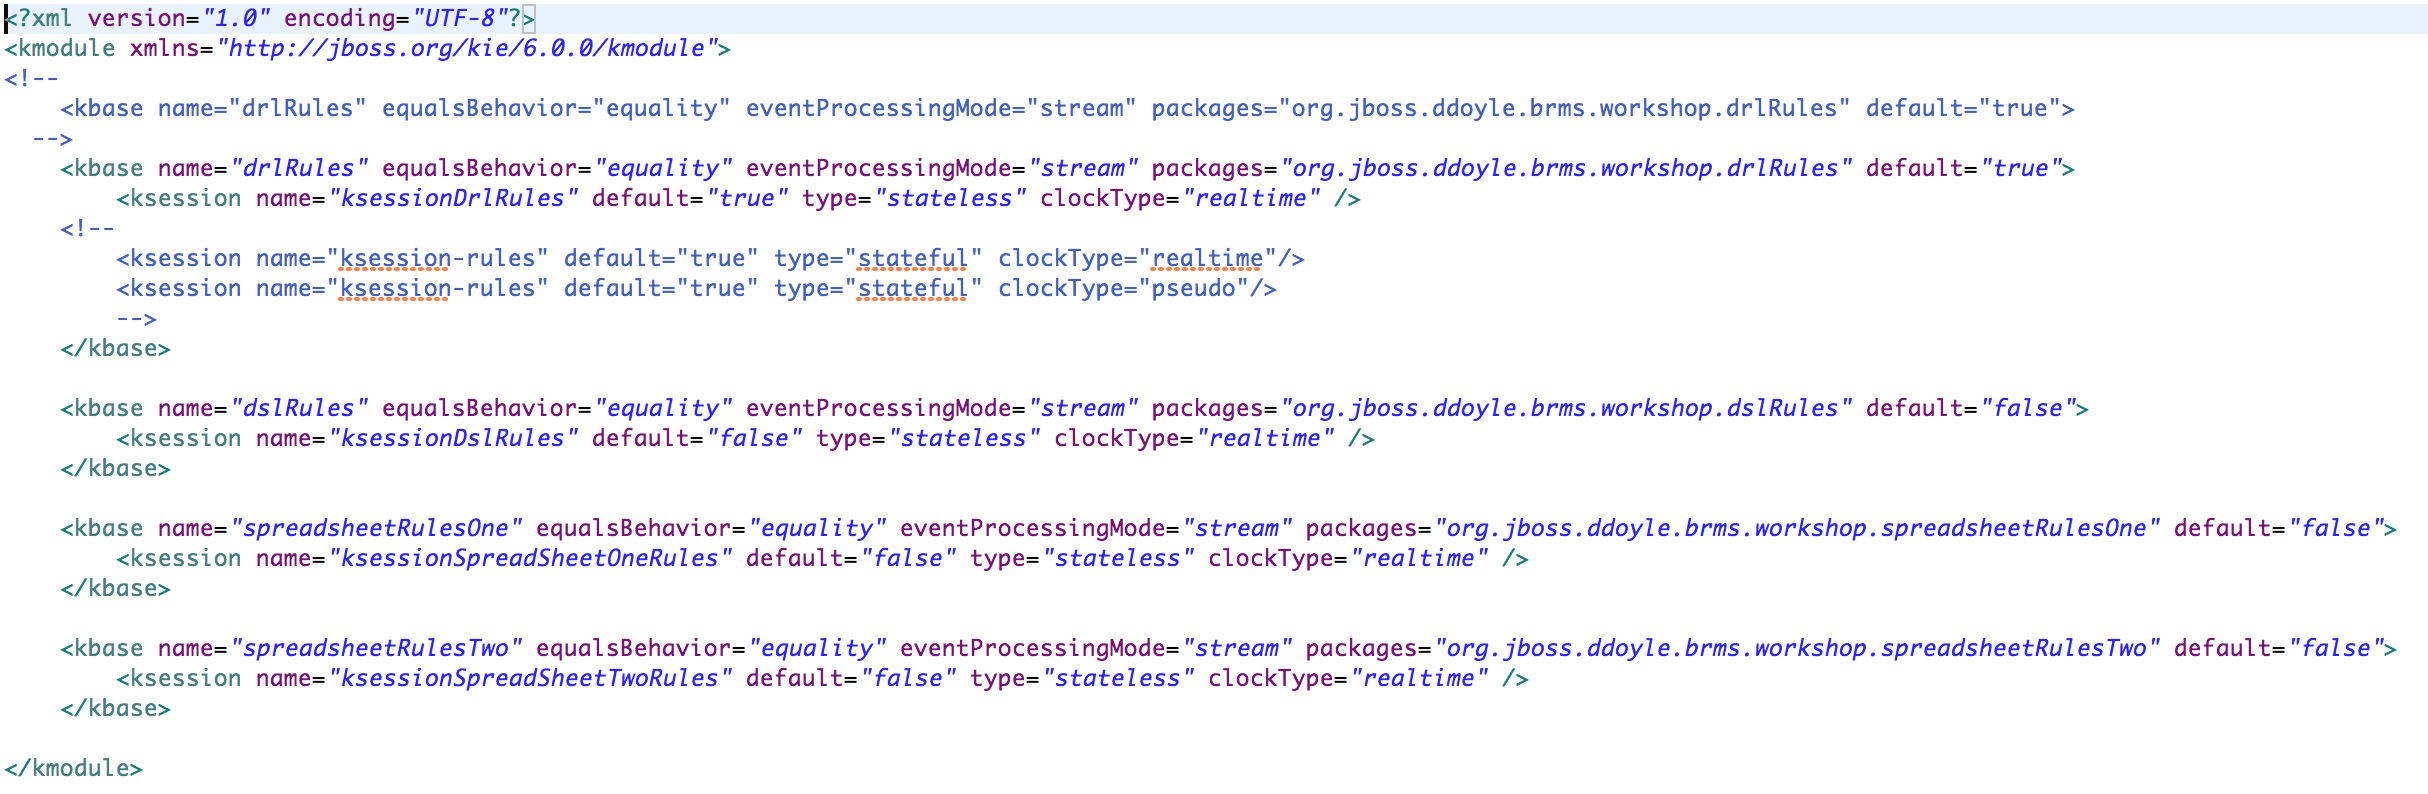 <?xml version="1.0" encoding="UTF-8"?>
<kmodule xmlns="http://jboss.org/kie/6.0.0/kmodule">
<!--
    <kbase name="drlRules" equalsBehavior="equality" eventProcessingMode="stream" packages="org.jboss.ddoyle.brms.workshop.drlRules" default="true">
  -->
    <kbase name="drlRules" equalsBehavior="equality" eventProcessingMode="stream" packages="org.jboss.ddoyle.brms.workshop.drlRules" default="true">
        <ksession name="ksessionDrlRules" default="true" type="stateless" clockType="realtime" />
    <!--
        <ksession name="ksession-rules" default="true" type="stateful" clockType="realtime"/>
        <ksession name="ksession-rules" default="true" type="stateful" clockType="pseudo"/>
        -->
    </kbase>

    <kbase name="dslRules" equalsBehavior="equality" eventProcessingMode="stream" packages="org.jboss.ddoyle.brms.workshop.dslRules" default="false">
        <ksession name="ksessionDslRules" default="false" type="stateless" clockType="realtime" />
    </kbase>

    <kbase name="spreadsheetRulesOne" equalsBehavior="equality" eventProcessingMode="stream" packages="org.jboss.ddoyle.brms.workshop.spreadsheetRulesOne" default="false">
        <ksession name="ksessionSpreadSheetOneRules" default="false" type="stateless" clockType="realtime" />
    </kbase>

    <kbase name="spreadsheetRulesTwo" equalsBehavior="equality" eventProcessingMode="stream" packages="org.jboss.ddoyle.brms.workshop.spreadsheetRulesTwo" default="false">
        <ksession name="ksessionSpreadSheetTwoRules" default="false" type="stateless" clockType="realtime" />
    </kbase>

</kmodule>